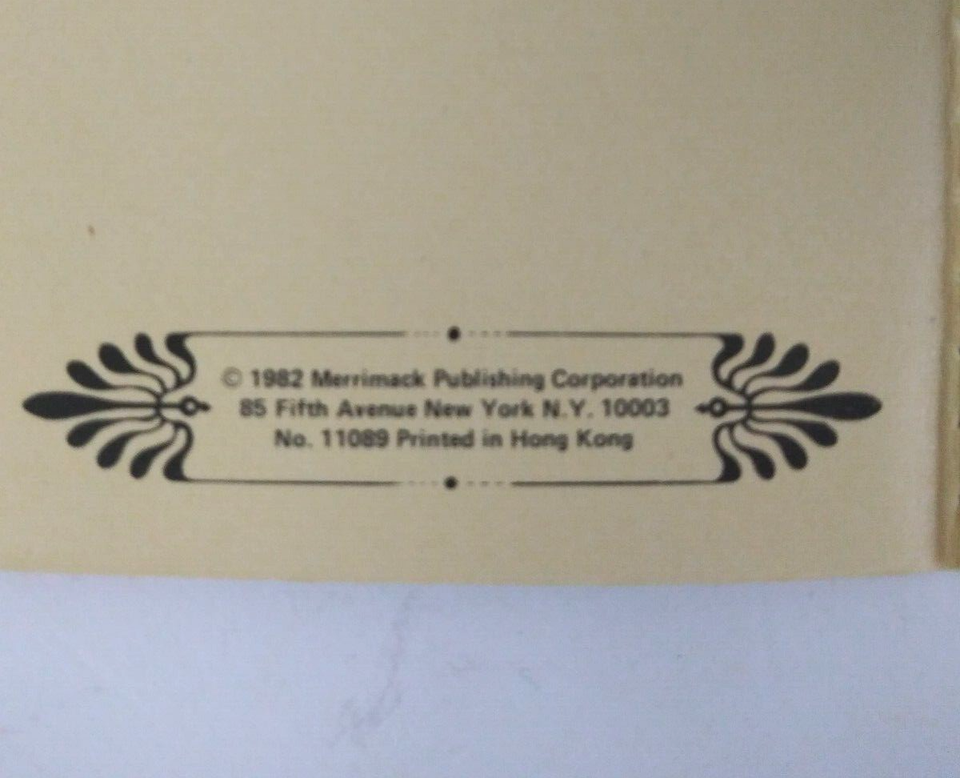 © 1982 Merrimack Publishing Corporation
85 Fifth Avenue New York N.Y. 10003
No. 11089 Printed in Hong Kong